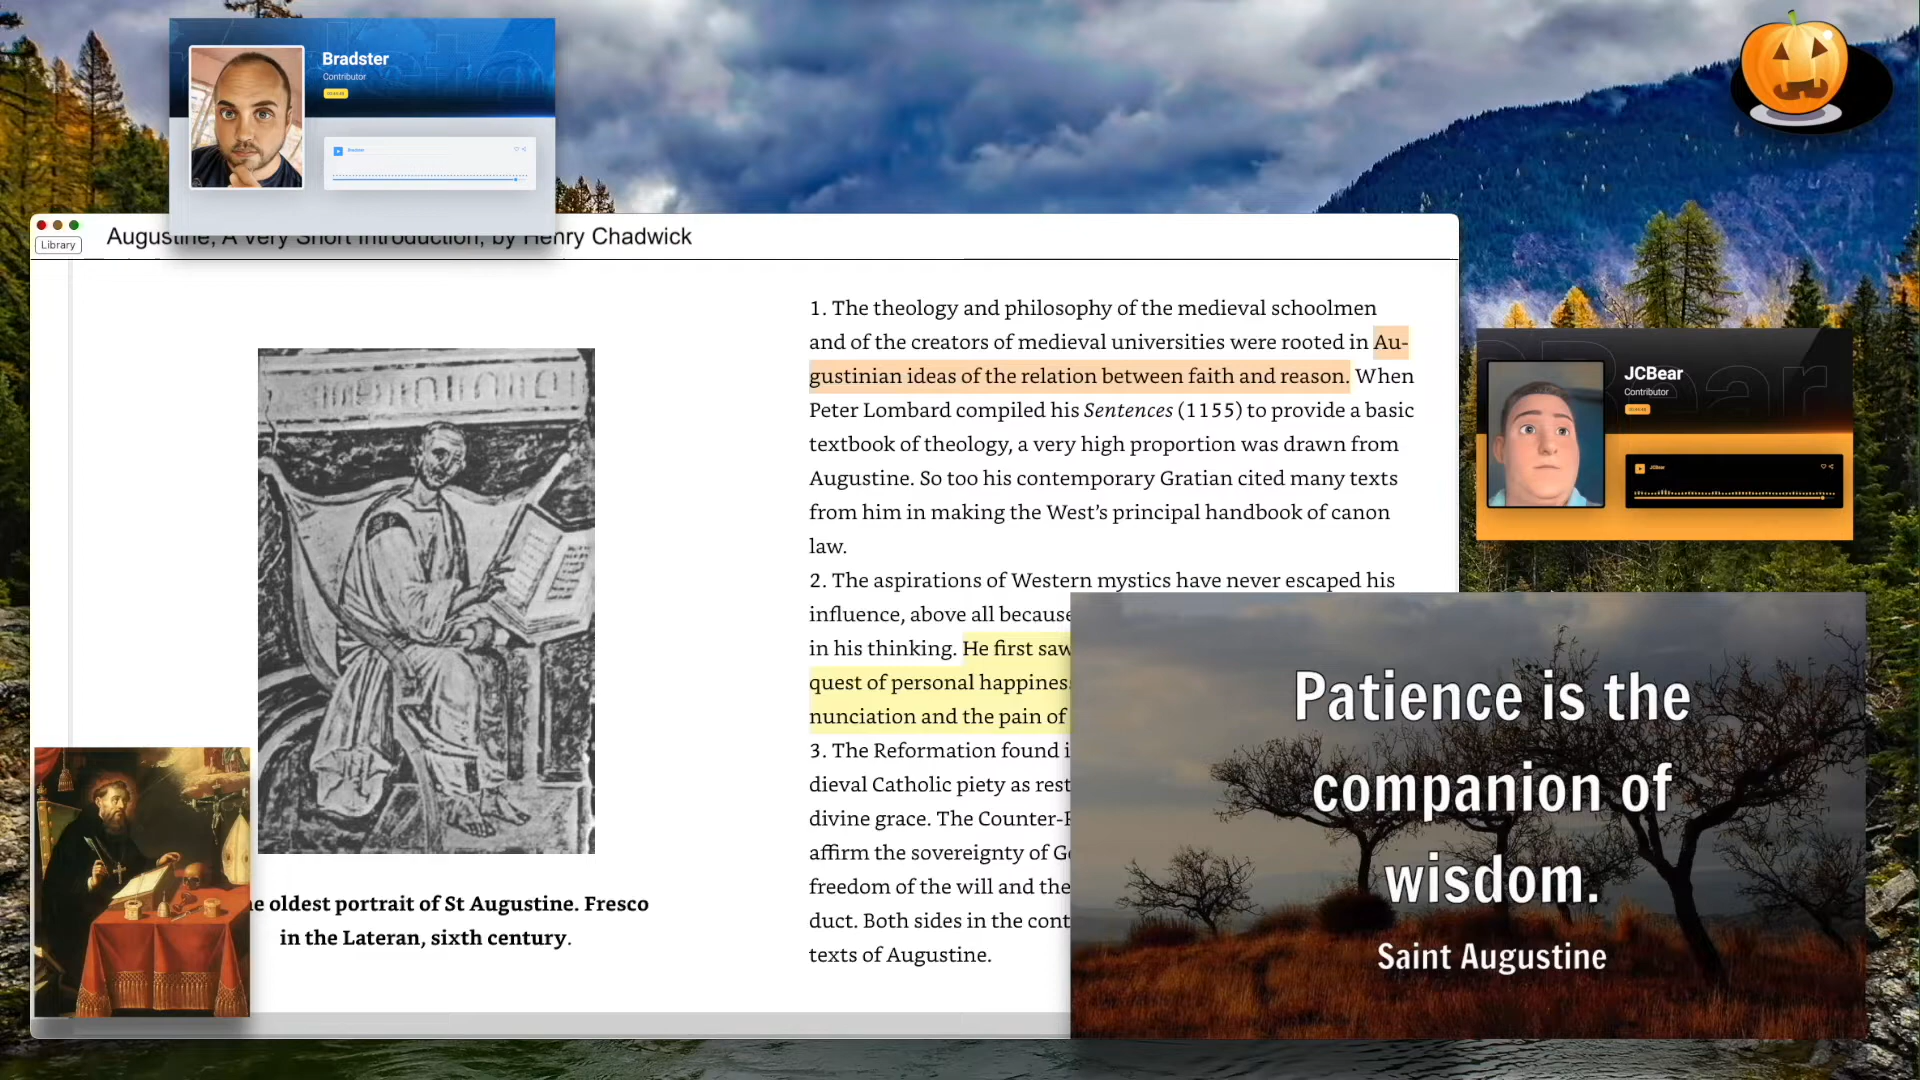 Bradster
Contributor
Library
Augustine, A Very Short Introduction, by Henry Chadwick
1. The theology and philosophy of the medieval schoolmen
and of the creators of medieval universities were rooted in Au-
gustinian ideas of the relation between faith and reason. When
Peter Lombard compiled his Sentences (1155) to provide a basic
textbook of theology, a very high proportion was drawn from
Augustine. So too his contemporary Gratian cited many texts
from him in making the West’s principal handbook of canon
law.
2. The aspirations of Western mystics have never escaped his
influence, above all because
in his thinking. He first saw
quest of personal happiness
nunciation and the pain of
3. The Reformation found i
dieval Catholic piety as rest
divine grace. The Counter-
affirm the sovereignty of G
freedom of the will and the
duct. Both sides in the cont
texts of Augustine.
oldest portrait of St Augustine. Fresco
in the Lateran, sixth century.
JCBear
Contributor
JCBear
Patience is the
companion of
wisdom.
Saint Augustine